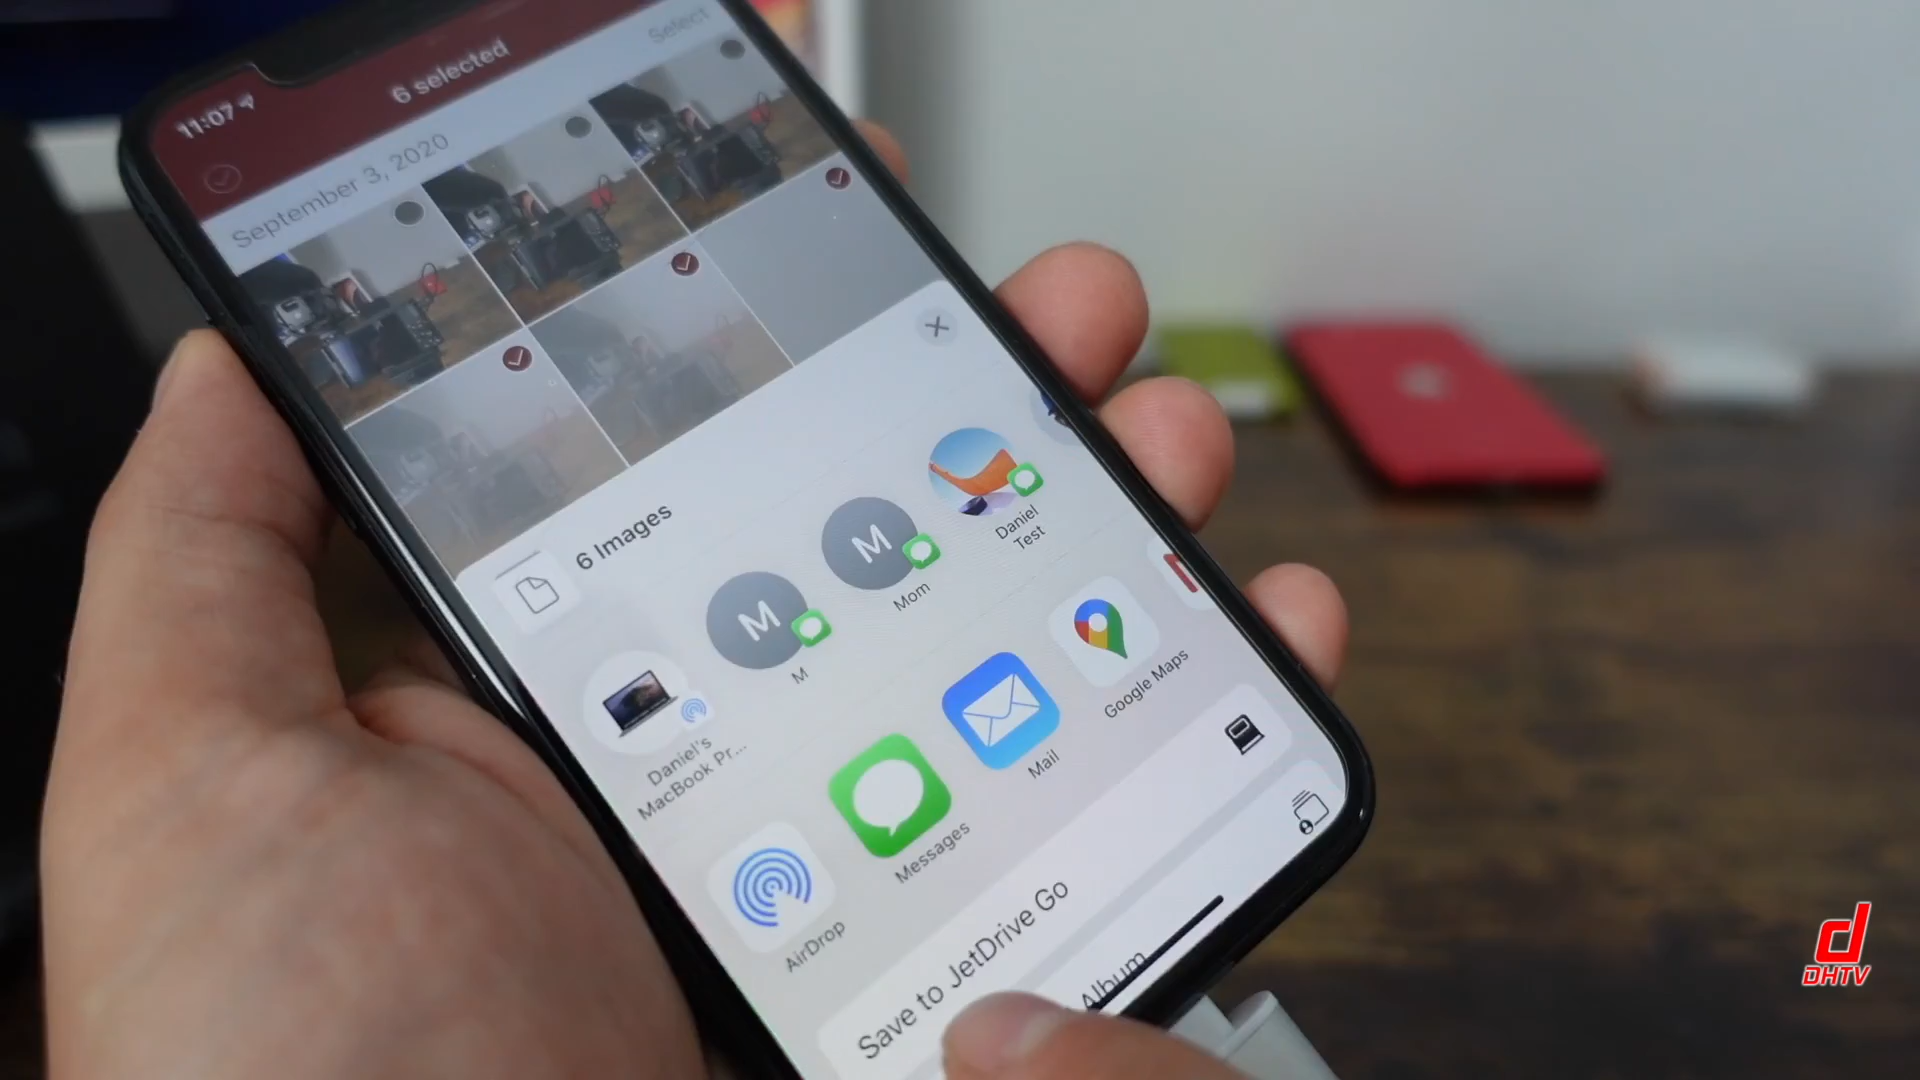 11:07
6 selected
Select
September 3, 2020
6 Images
Daniel's
MacBook Pr...
M
M
M
Mom
Daniel
Test
AirDrop
Messages
Mail
Google Maps
Save to JetDrive Go
Album
d
DHTV